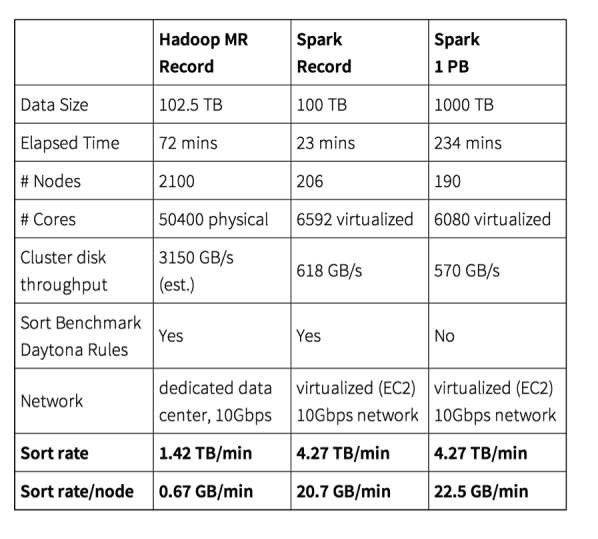 Hadoop MR Record Spark Record Spark 1 PB
Data Size 102.5 TB 100 TB 1000 TB
Elapsed Time 72 mins 23 mins 234 mins
# Nodes 2100 206 190
# Cores 50400 physical 6592 virtualized 6080 virtualized
Cluster disk throughput 3150 GB/s (est.) 618 GB/s 570 GB/s
Sort Benchmark Daytona Rules Yes Yes No
Network dedicated data center, 10Gbps virtualized (EC2) 10Gbps network virtualized (EC2) 10Gbps network
Sort rate 1.42 TB/min 4.27 TB/min 4.27 TB/min
Sort rate/node 0.67 GB/min 20.7 GB/min 22.5 GB/min